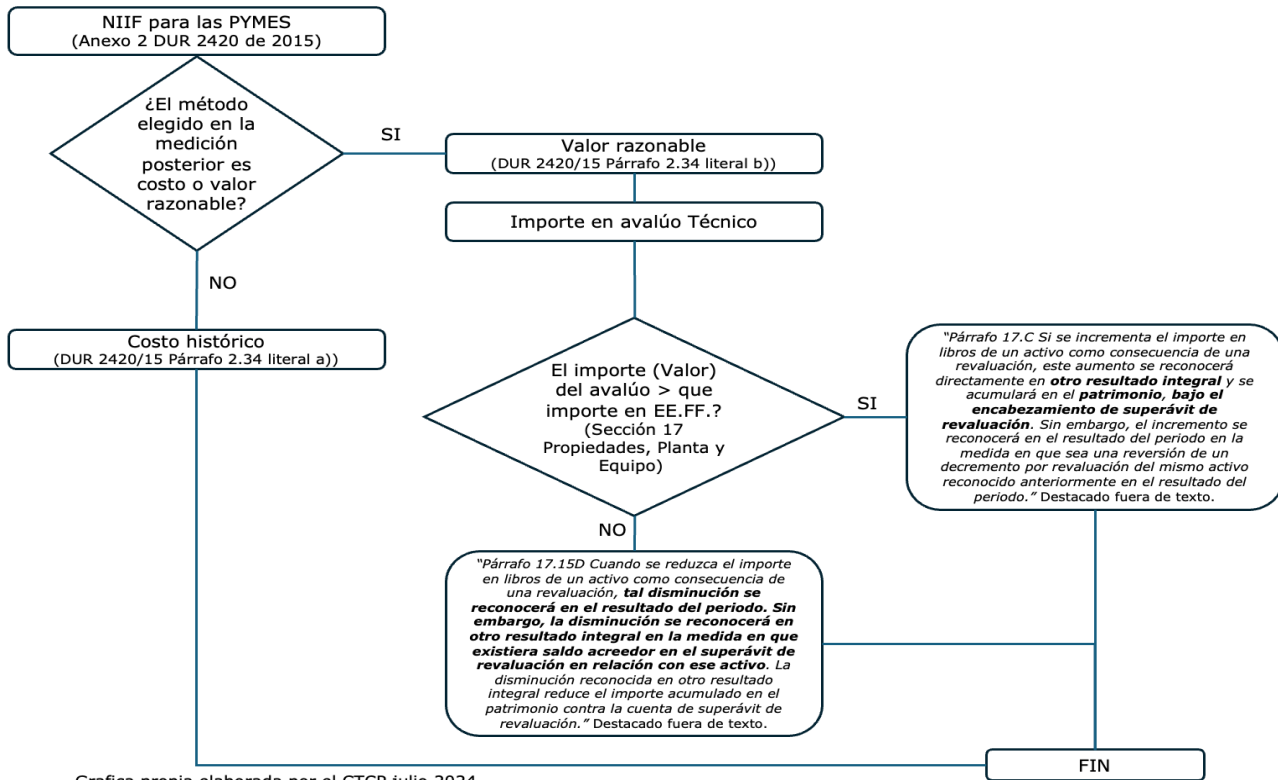 NIIF para las PYMES
(Anexo 2 DUR 2420 de 2015)
¿El método
elegido en la
medición
posterior es
costo o valor
razonable?
SI
Valor razonable
(DUR 2420/15 Párrafo 2.34 literal b))
Importe en avalúo Técnico
NO
Costo histórico
(DUR 2420/15 Párrafo 2.34 literal a))
El importe (Valor)
del avalúo > que
importe en EE.FF.?
(Sección 17
Propiedades, Planta y
Equipo)
SI
"Párrafo 17.C Si se incrementa el importe en
libros de un activo como consecuencia de una
revaluación, este aumento se reconocerá
directamente en otro resultado integral y se
acumulará en el patrimonio, bajo el
encabezamiento de superávit de
revaluación. Sin embargo, el incremento se
reconocerá en el resultado del periodo en la
medida en que sea una reversión de un
decremento por revaluación del mismo activo
reconocido anteriormente en el resultado del
periodo." Destacado fuera de texto.
NO
"Párrafo 17.15D Cuando se reduzca el importe
en libros de un activo como consecuencia de
una revaluación, tal disminución se
reconocerá en el resultado del periodo. Sin
embargo, la disminución se reconocerá en
otro resultado integral en la medida en que
existiera saldo acreedor en el superávit de
revaluación en relación con ese activo. La
disminución reconocida en otro resultado
integral reduce el importe acumulado en el
patrimonio contra la cuenta de superávit de
revaluación." Destacado fuera de texto.
FIN
Grafica propia elaborada por el CTCP julio 2024